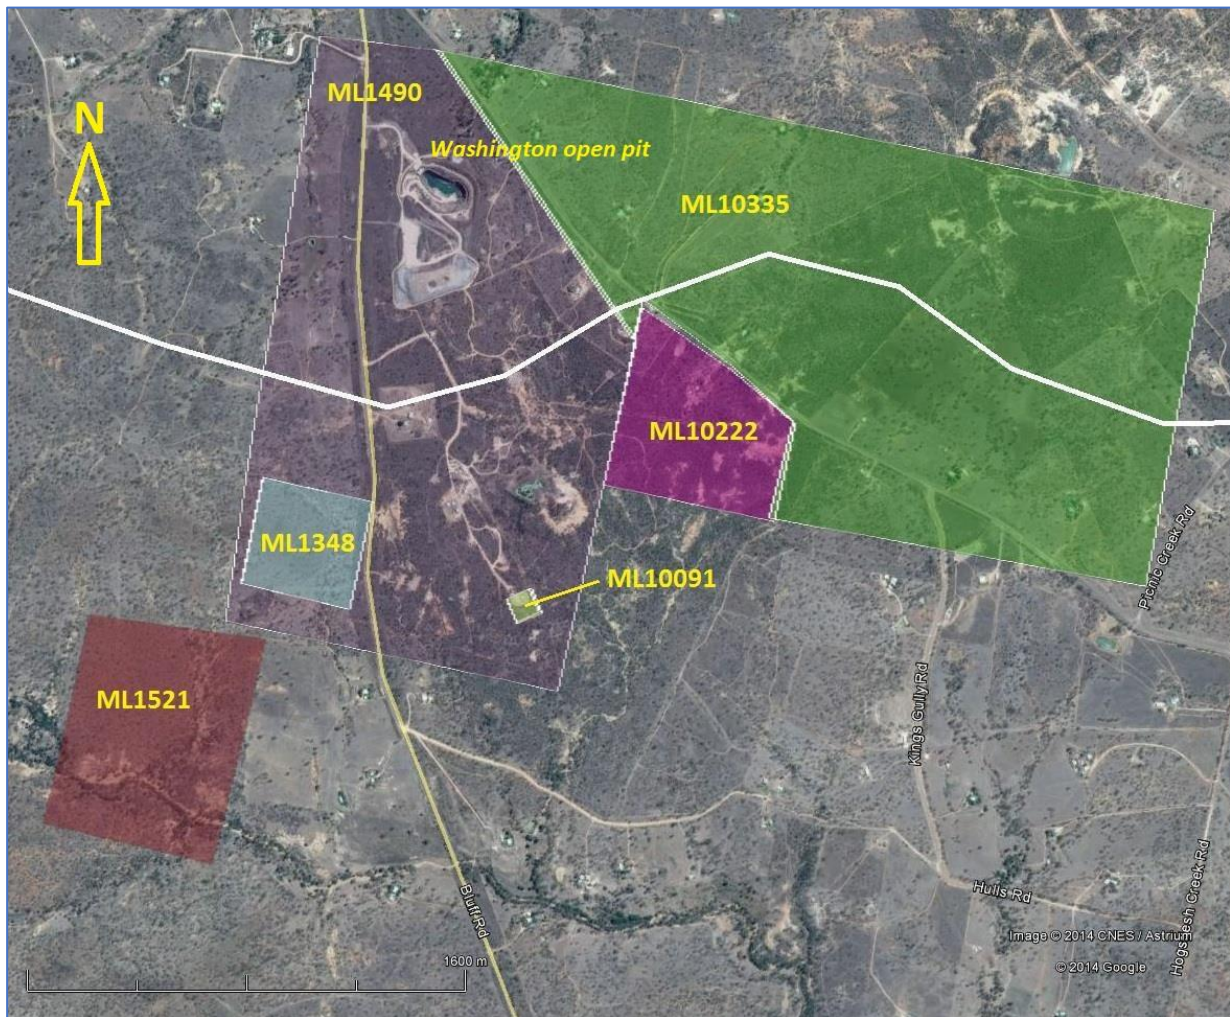 ML1490
N
Washington open pit
ML10335
ML10222
ML1348
ML10091
Picnic Creek Rd
ML1521
Kings Gully Rd
Bluff Rd
Hulls Rd
Hogsflesh Creek Rd
Image © 2014 CNES / Astrium
1600 m
© 2014 Google